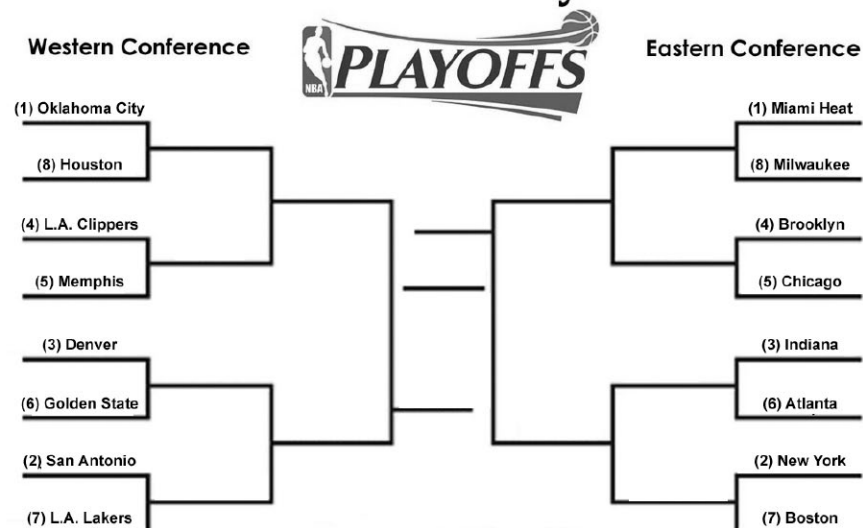 Western Conference
NBA
PLAYOFFS
Eastern Conference
(1) Oklahoma City
(8) Houston
(4) L.A. Clippers
(5) Memphis
(3) Denver
(6) Golden State
(2) San Antonio
(7) L.A. Lakers
(1) Miami Heat
(8) Milwaukee
(4) Brooklyn
(5) Chicago
(3) Indiana
(6) Atlanta
(2) New York
(7) Boston